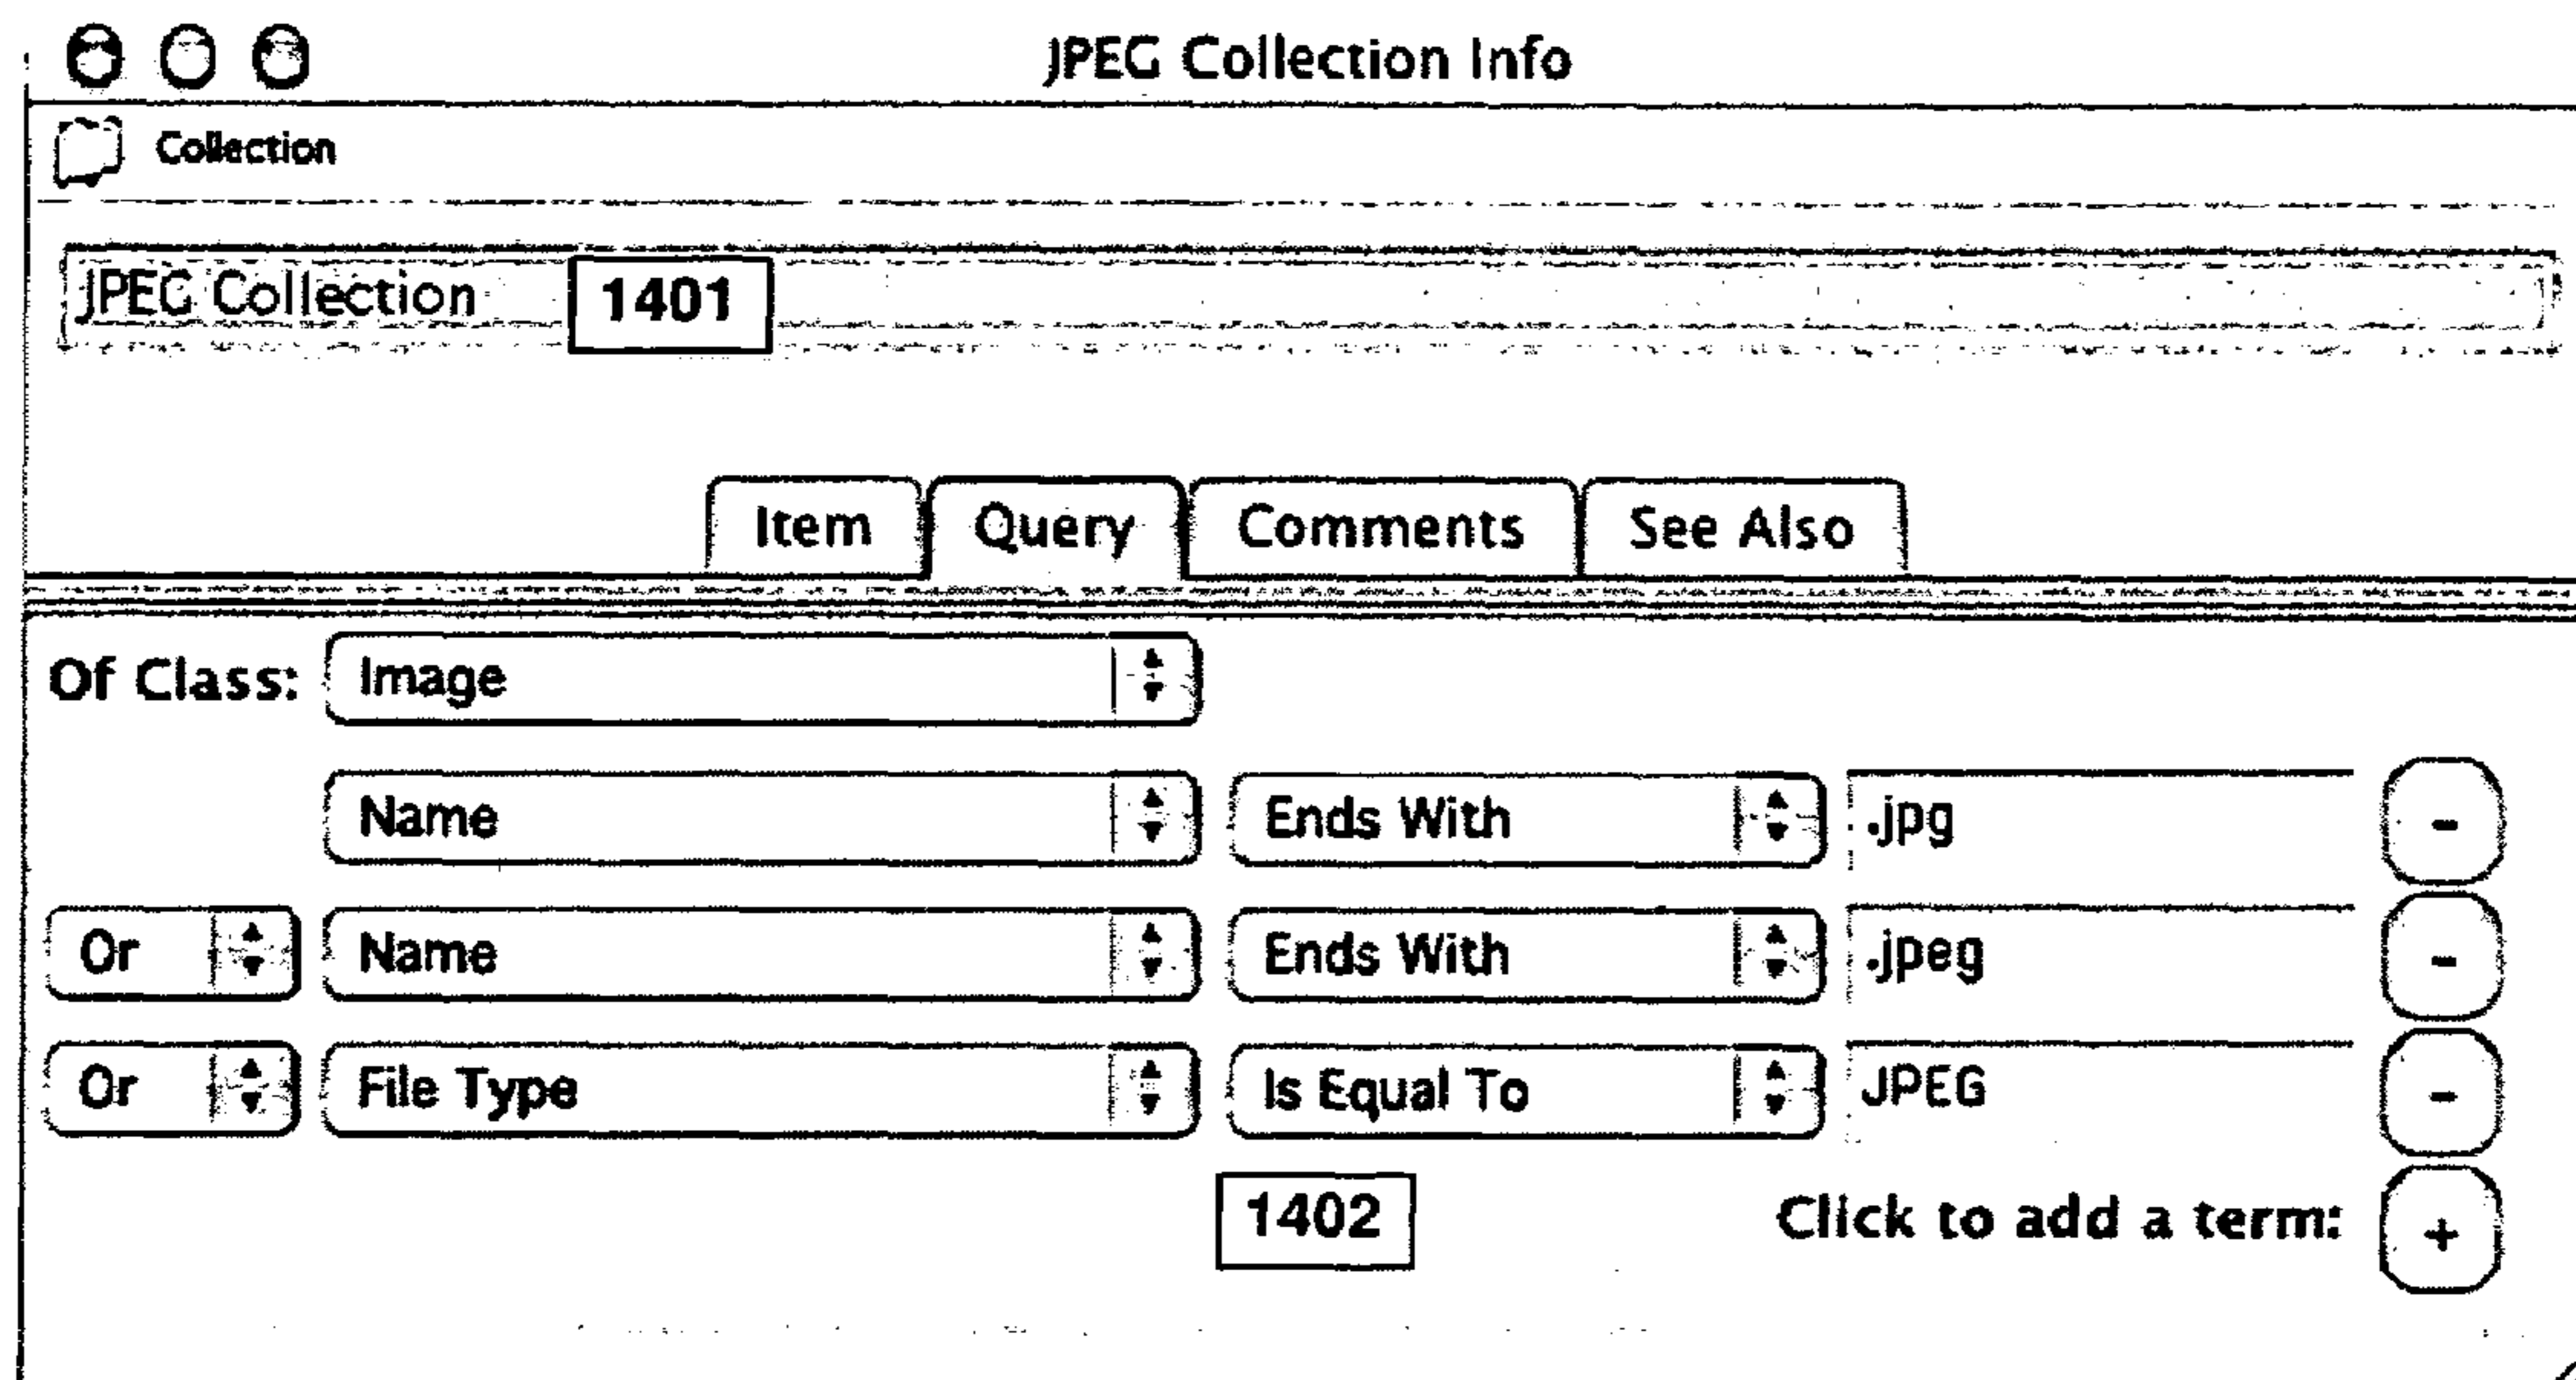 JPEG Collection Info
Collection
JPEG Collection 1401
Item Query Comments See Also
Of Class: Image
Name Ends With .jpg -
Or Name Ends With .jpeg -
Or File Type Is Equal To JPEG -
1402 Click to add a term: +